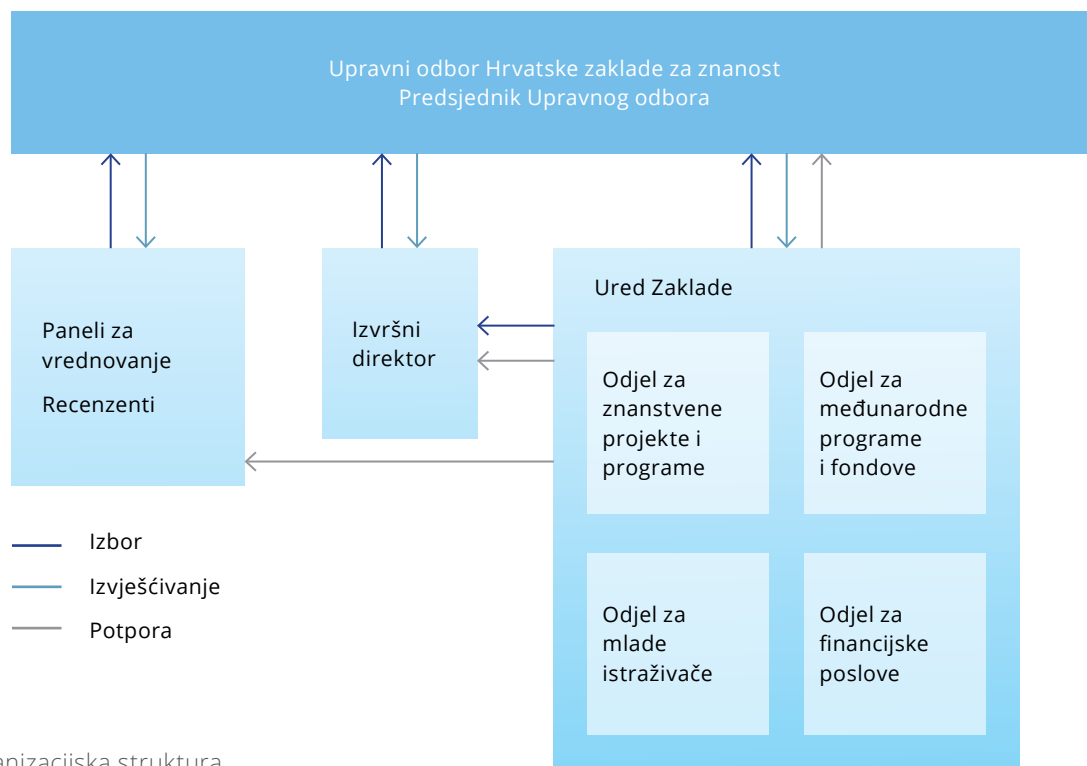 Upravni odbor Hrvatske zaklade za znanost
Predsjednik Upravnog odbora
Paneli za
vrednovanje
Recenzenti
Izvršni
direktor
Ured Zaklade
Odjel za
znanstvene
projekte i
programe
Odjel za
međunarodne
programe
i fondove
Odjel za
mlade
istraživače
Odjel za
financijske
poslove
Izbor
Izvješćivanje
Potpora
struktura